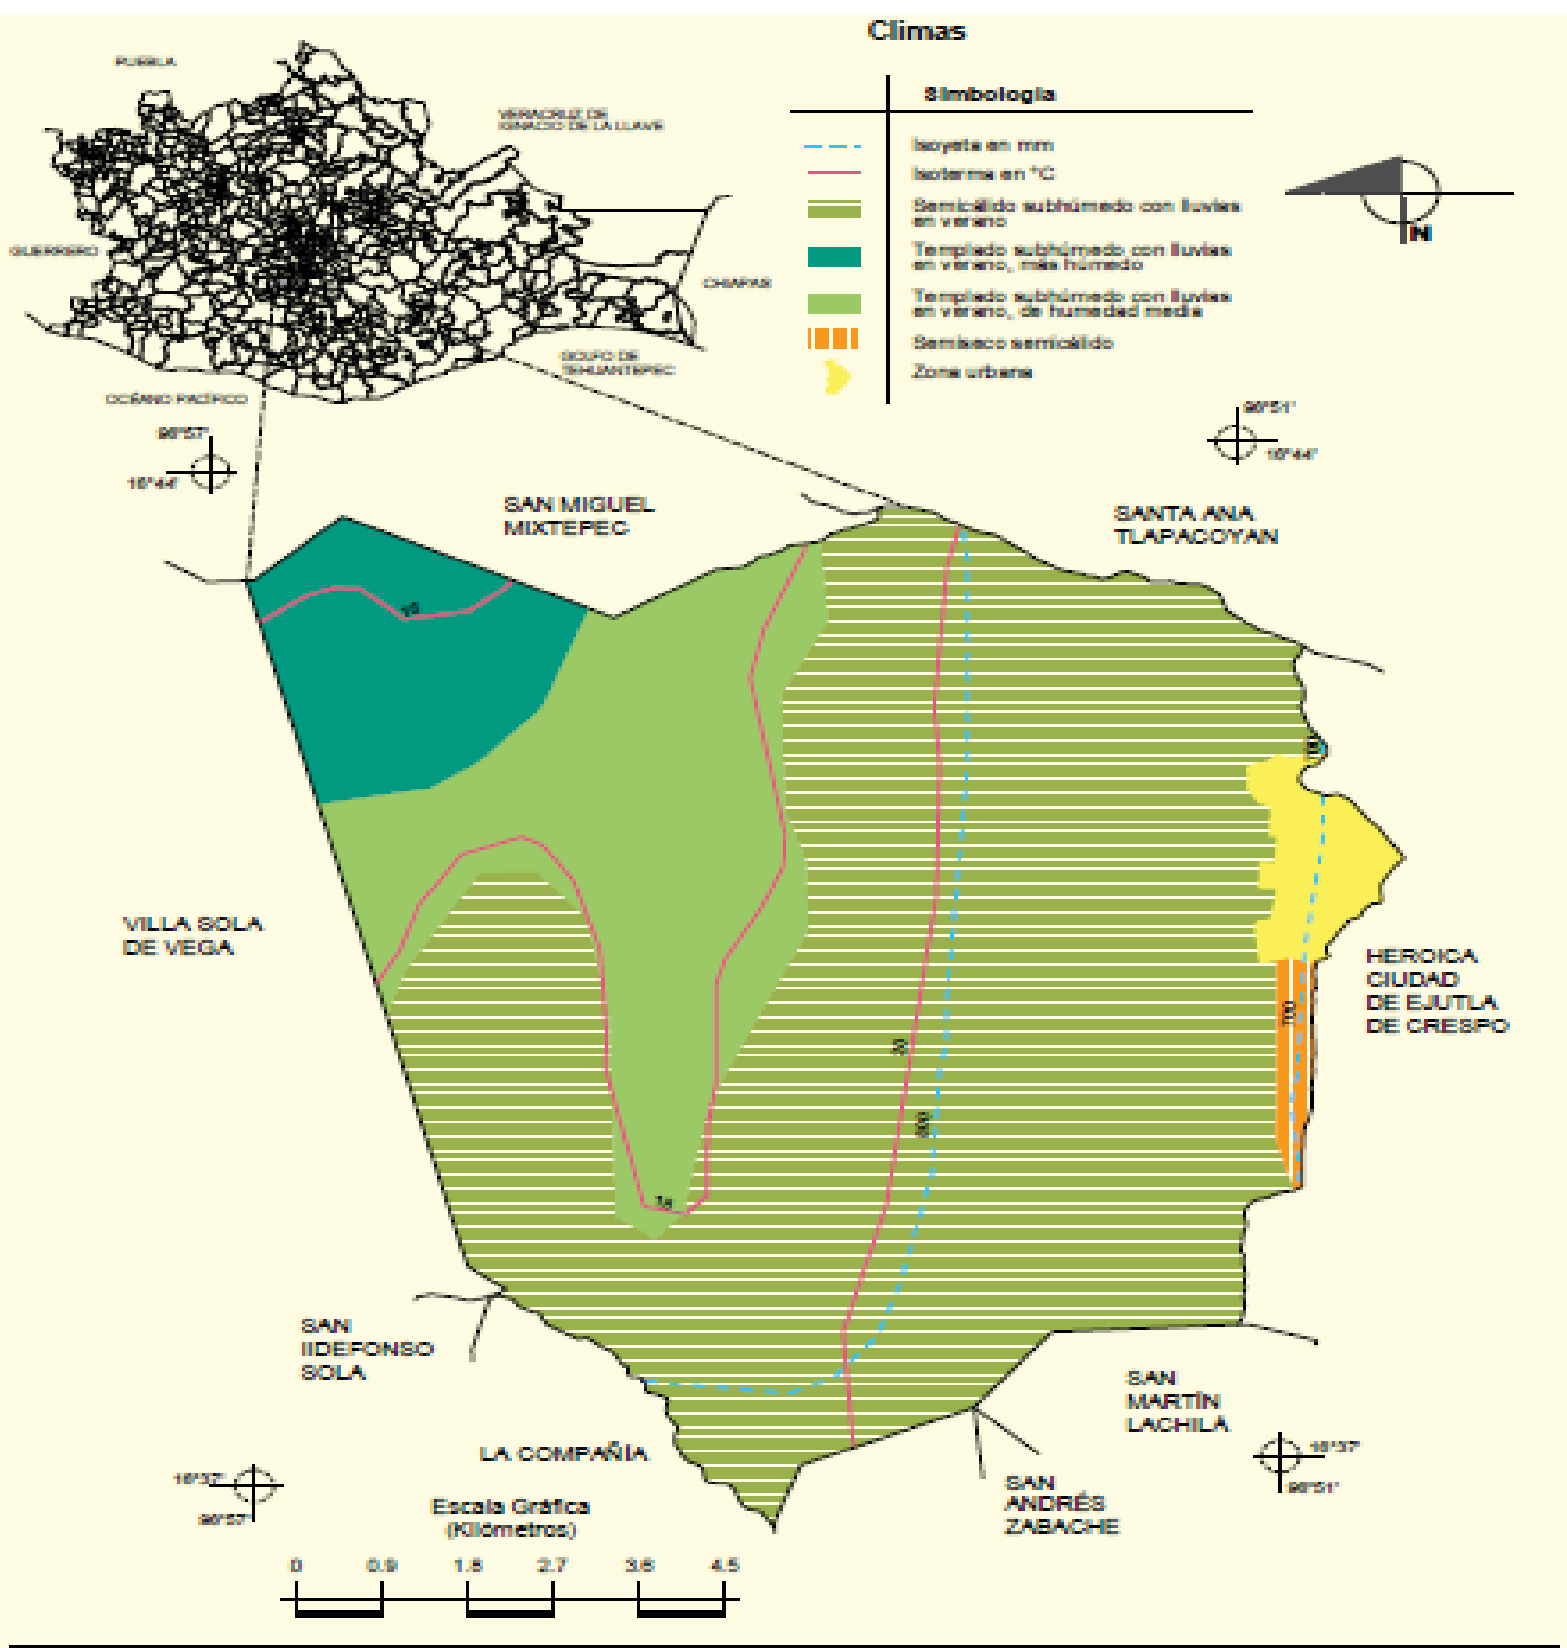 Climas
PUEBLA
VERACRUZ DE
IGNACIO DE LA LLAVE
GUERRERO
CHIAPAS
GOLFO DE
TEHUANTEPEC
OCÉANO PACÍFICO
Simbología
Isoyeta en mm
Isoterma en °C
Semicálido subhúmedo con lluvias
en verano
Templado subhúmedo con lluvias
en verano, más húmedo
Templado subhúmedo con lluvias
en verano, de humedad media
Semiseco semicálido
Zona urbana
N
96°57'
16°44'
96°51'
16°44'
SAN MIGUEL
MIXTEPEC
SANTA ANA
TLAPACOYAN
VILLA SOLA
DE VEGA
HEROICA
CIUDAD
DE EJUTLA
DE CRESPO
700
20
800
18
SAN
IIDEFONSO
SOLA
SAN
MARTÍN
LACHILÁ
LA COMPAÑÍA
SAN
ANDRÉS
ZABACHE
16°37'
96°51'
16°37'
96°57'
Escala Gráfica
(Kilómetros)
0 0.9 1.8 2.7 3.6 4.5